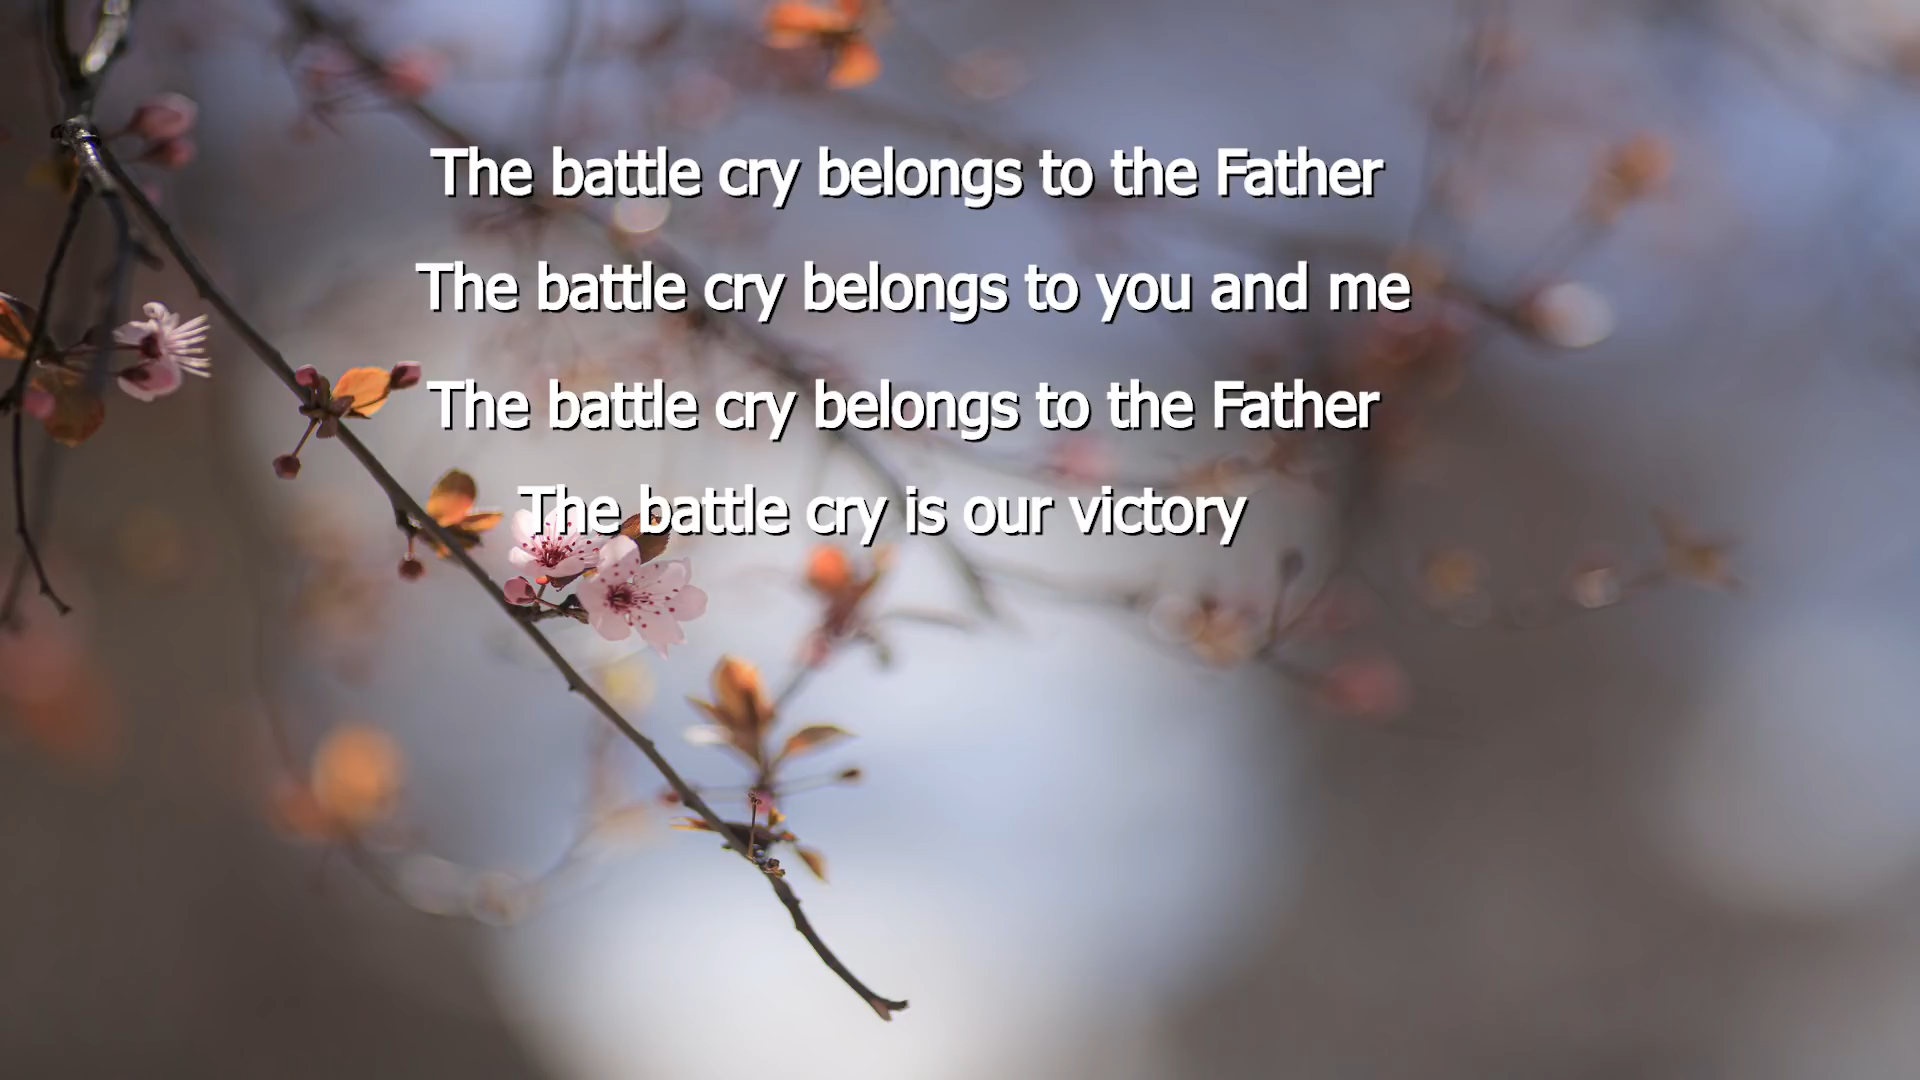 The battle cry belongs to the Father
The battle cry belongs to you and me
The battle cry belongs to the Father
The battle cry is our victory